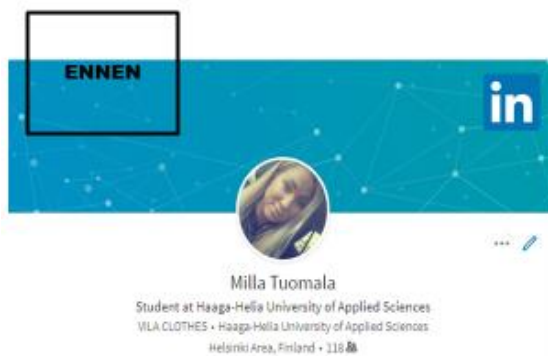 ENNEN
in
Milla Tuomala
Student at Haaga-Helia University of Applied Sciences
VILA CLOTHES • Haaga-Helia University of Applied Sciences
Helsinki Area, Finland • 118